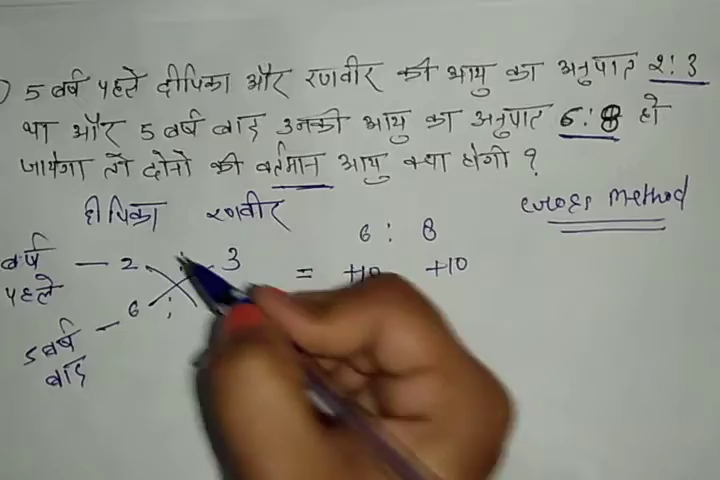 ) 5 वर्ष पहले दीपिका और रणवीर की आयु का अनुपात 2:3
था और 5 वर्ष बाद उनकी आयु का अनुपात 6:8 हो
जायेगा तो दोनो की वर्तमान आयु क्या होगी ?
दीपिका रणवीर
6 : 8
cross method
वर्ष — 2 : 3
= +10 +10
पहले
6 :
5 वर्ष —
बाद